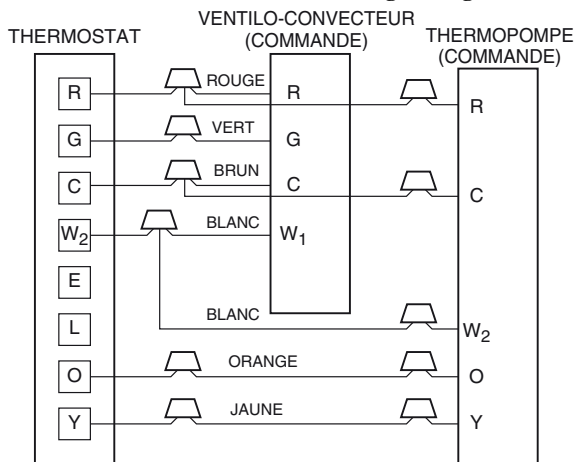 VENTILO-CONVECTEUR
(COMMANDE)
THERMOSTAT
THERMOPOMPE
(COMMANDE)
R ROUGE R R
G VERT G
C BRUN C C
W2 BLANC W1
E
L BLANC W2
O ORANGE O
Y JAUNE Y